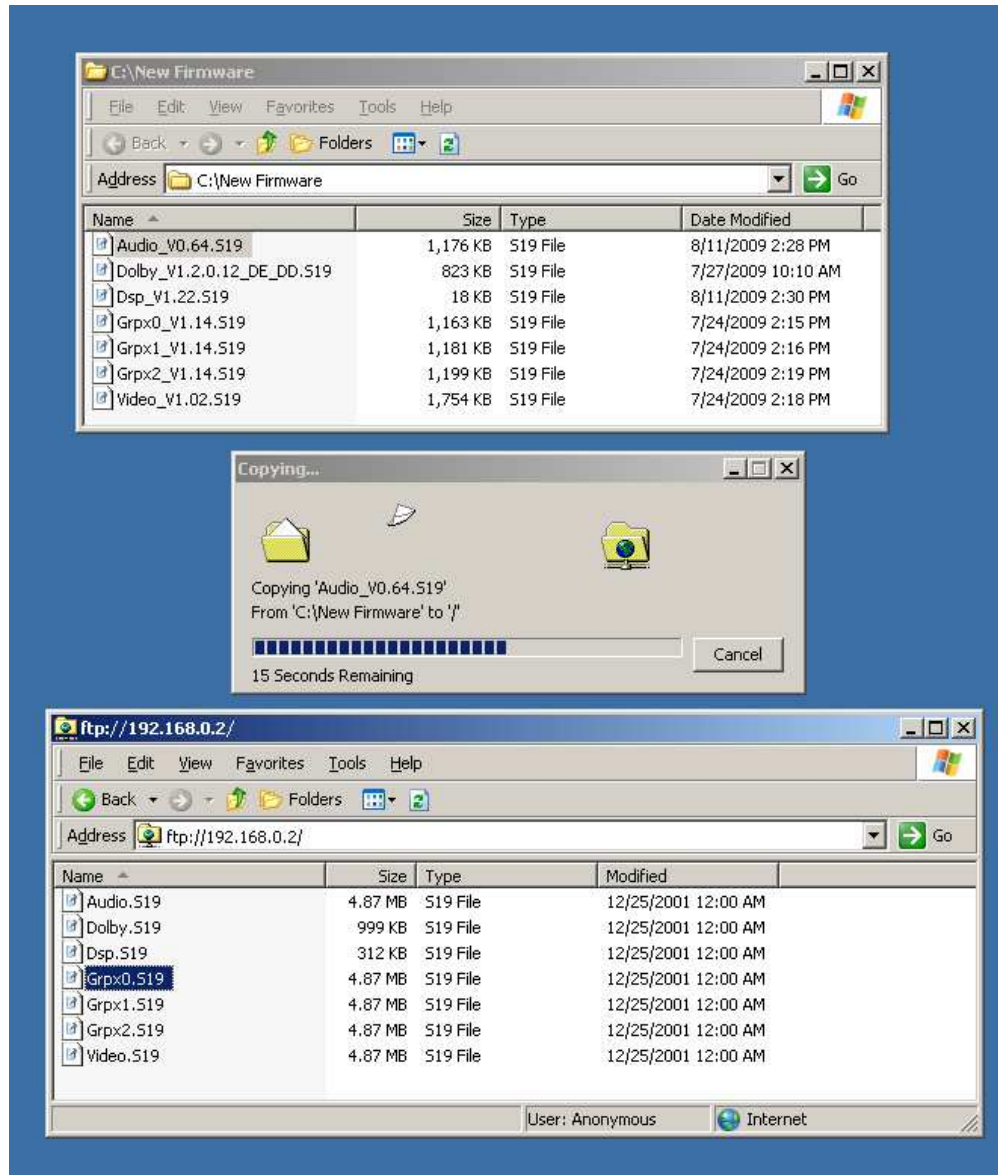 C:\New Firmware
File Edit View Favorites Tools Help
Back Folders
Address C:\New Firmware Go
Name Size Type Date Modified
Audio_V0.64.S19 1,176 KB S19 File 8/11/2009 2:28 PM
Dolby_V1.2.0.12_DE_DD.S19 823 KB S19 File 7/27/2009 10:10 AM
Dsp_V1.22.S19 18 KB S19 File 8/11/2009 2:30 PM
Grpx0_V1.14.S19 1,163 KB S19 File 7/24/2009 2:15 PM
Grpx1_V1.14.S19 1,181 KB S19 File 7/24/2009 2:16 PM
Grpx2_V1.14.S19 1,199 KB S19 File 7/24/2009 2:19 PM
Video_V1.02.S19 1,754 KB S19 File 7/24/2009 2:18 PM
Copying...
Copying 'Audio_V0.64.S19'
From 'C:\New Firmware' to '/'
Cancel
15 Seconds Remaining
ftp://192.168.0.2/
File Edit View Favorites Tools Help
Back Folders
Address ftp://192.168.0.2/ Go
Name Size Type Modified
Audio.S19 4.87 MB S19 File 12/25/2001 12:00 AM
Dolby.S19 999 KB S19 File 12/25/2001 12:00 AM
Dsp.S19 312 KB S19 File 12/25/2001 12:00 AM
Grpx0.S19 4.87 MB S19 File 12/25/2001 12:00 AM
Grpx1.S19 4.87 MB S19 File 12/25/2001 12:00 AM
Grpx2.S19 4.87 MB S19 File 12/25/2001 12:00 AM
Video.S19 4.87 MB S19 File 12/25/2001 12:00 AM
User: Anonymous Internet